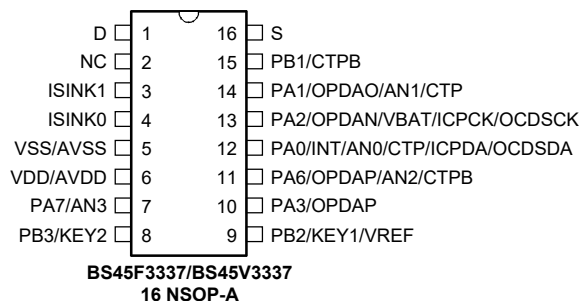 D 1 16 S
NC 2 15 PB1/CTPB
ISINK1 3 14 PA1/OPDAO/AN1/CTP
ISINK0 4 13 PA2/OPDAN/VBAT/ICPCK/OCDSCK
VSS/AVSS 5 12 PA0/INT/AN0/CTP/ICPDA/OCDSDA
VDD/AVDD 6 11 PA6/OPDAP/AN2/CTPB
PA7/AN3 7 10 PA3/OPDAP
PB3/KEY2 8 9 PB2/KEY1/VREF
BS45F3337/BS45V3337
16 NSOP-A